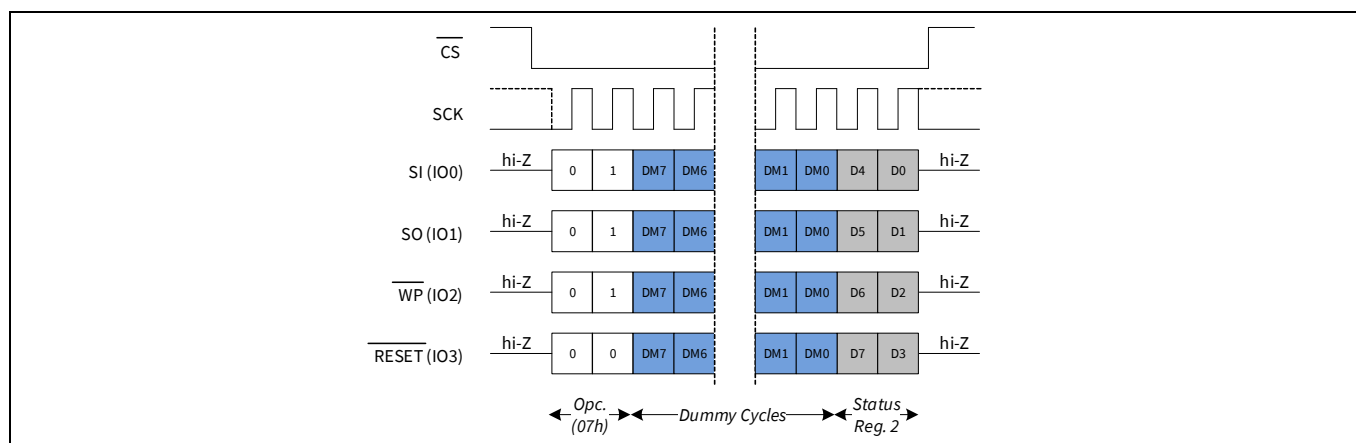 CS
SCK
SI (IO0) hi-Z 0 1 DM7 DM6 DM1 DM0 D4 D0 hi-Z
SO (IO1) hi-Z 0 1 DM7 DM6 DM1 DM0 D5 D1 hi-Z
WP (IO2) hi-Z 0 1 DM7 DM6 DM1 DM0 D6 D2 hi-Z
RESET (IO3) hi-Z 0 0 DM7 DM6 DM1 DM0 D7 D3 hi-Z
Opc. Status
(07h) Dummy Cycles Reg. 2